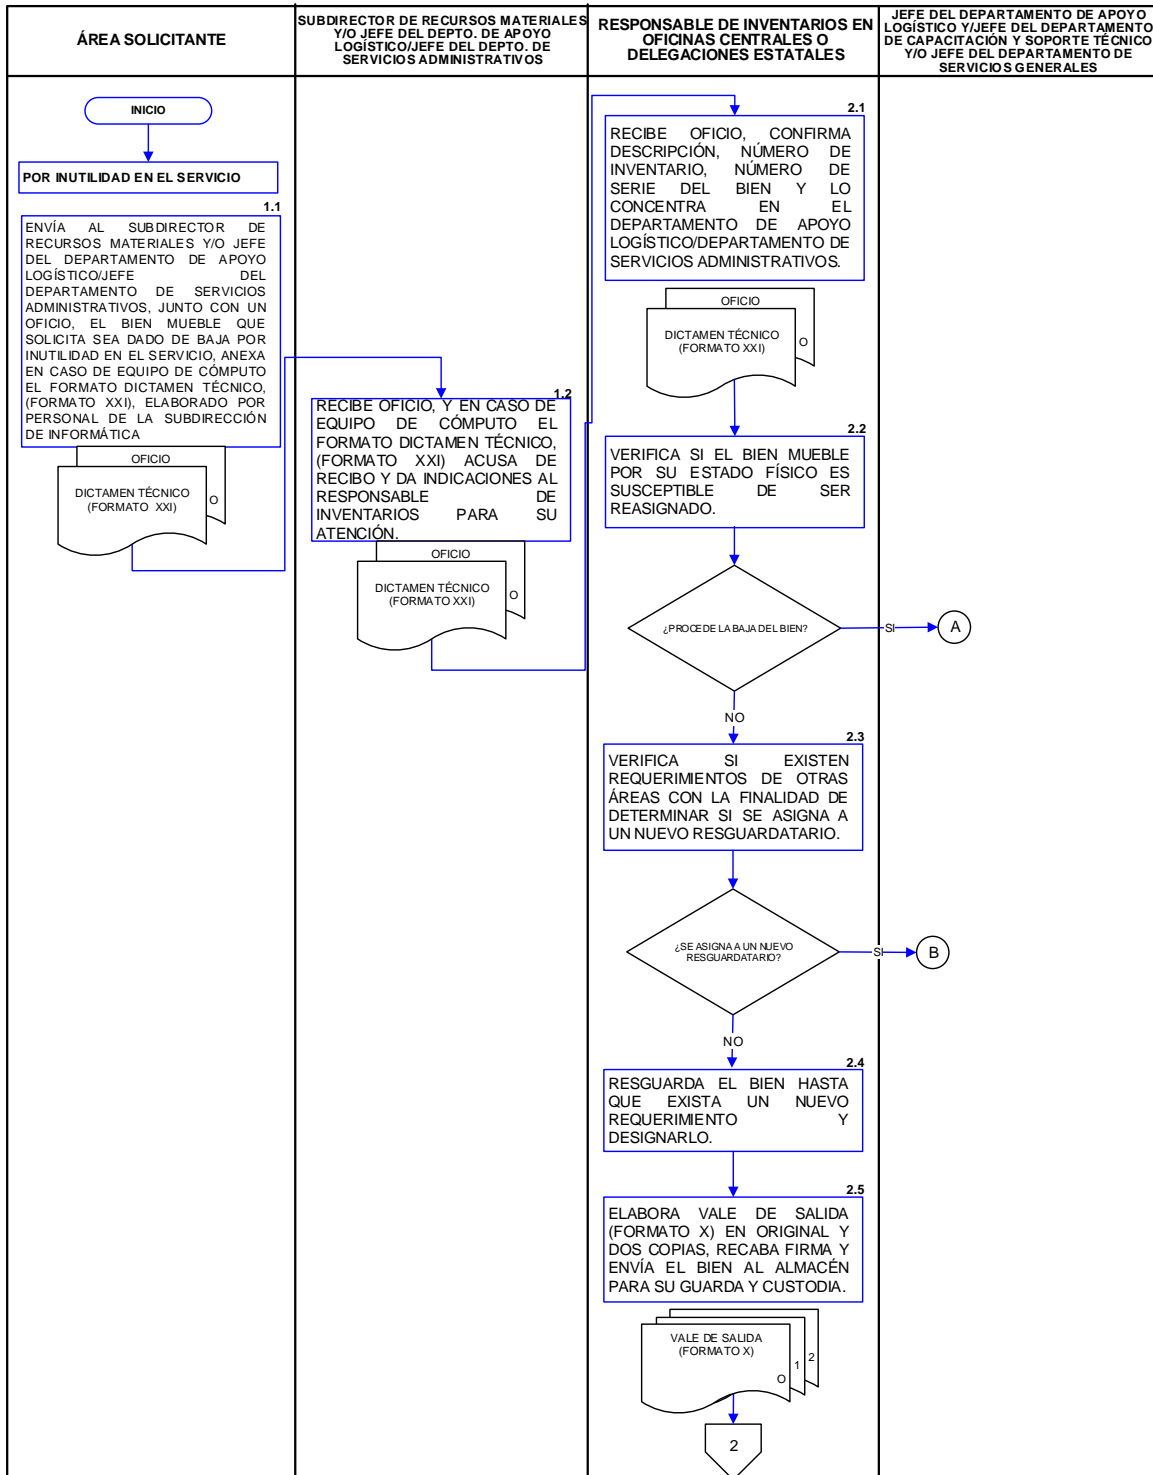 ÁREA SOLICITANTE
SUBDIRECTOR DE RECURSOS MATERIALES
Y/O JEFE DEL DEPTO. DE APOYO
LOGÍSTICO/JEFE DEL DEPTO. DE
SERVICIOS ADMINISTRATIVOS
RESPONSABLE DE INVENTARIOS EN
OFICINAS CENTRALES O
DELEGACIONES ESTATALES
JEFE DEL DEPARTAMENTO DE APOYO
LOGÍSTICO Y/JEFE DEL DEPARTAMENTO
DE CAPACITACIÓN Y SOPORTE TÉCNICO
Y/O JEFE DEL DEPARTAMENTO DE
SERVICIOS GENERALES
INICIO
POR INUTILIDAD EN EL SERVICIO
1.1
ENVÍA AL SUBDIRECTOR DE
RECURSOS MATERIALES Y/O JEFE
DEL DEPARTAMENTO DE APOYO
LOGÍSTICO/JEFE DEL
DEPARTAMENTO DE SERVICIOS
ADMINISTRATIVOS, JUNTO CON UN
OFICIO, EL BIEN MUEBLE QUE
SOLICITA SEA DADO DE BAJA POR
INUTILIDAD EN EL SERVICIO, ANEXA
EN CASO DE EQUIPO DE CÓMPUTO
EL FORMATO DICTAMEN TÉCNICO,
(FORMATO XXI), ELABORADO POR
PERSONAL DE LA SUBDIRECCIÓN
DE INFORMÁTICA
OFICIO
DICTAMEN TÉCNICO
(FORMATO XXI)
O
1.2
RECIBE OFICIO, Y EN CASO DE
EQUIPO DE CÓMPUTO EL
FORMATO DICTAMEN TÉCNICO,
(FORMATO XXI) ACUSA DE
RECIBO Y DA INDICACIONES AL
RESPONSABLE DE
INVENTARIOS PARA SU
ATENCIÓN.
OFICIO
DICTAMEN TÉCNICO
(FORMATO XXI)
O
2.1
RECIBE OFICIO, CONFIRMA
DESCRIPCIÓN, NÚMERO DE
INVENTARIO, NÚMERO DE
SERIE DEL BIEN Y LO
CONCENTRA EN EL
DEPARTAMENTO DE APOYO
LOGÍSTICO/DEPARTAMENTO DE
SERVICIOS ADMINISTRATIVOS.
OFICIO
DICTAMEN TÉCNICO
(FORMATO XXI)
O
2.2
VERIFICA SI EL BIEN MUEBLE
POR SU ESTADO FÍSICO ES
SUSCEPTIBLE DE SER
REASIGNADO.
¿PROCEDE LA BAJA DEL BIEN?
SI
A
NO
2.3
VERIFICA SI EXISTEN
REQUERIMIENTOS DE OTRAS
ÁREAS CON LA FINALIDAD DE
DETERMINAR SI SE ASIGNA A
UN NUEVO RESGUARDATARIO.
¿SE ASIGNA A UN NUEVO
RESGUARDATARIO?
SI
B
NO
2.4
RESGUARDA EL BIEN HASTA
QUE EXISTA UN NUEVO
REQUERIMIENTO Y
DESIGNARLO.
2.5
ELABORA VALE DE SALIDA
(FORMATO X) EN ORIGINAL Y
DOS COPIAS, RECABA FIRMA Y
ENVÍA EL BIEN AL ALMACÉN
PARA SU GUARDA Y CUSTODIA.
VALE DE SALIDA
(FORMATO X)
O
1
2
2